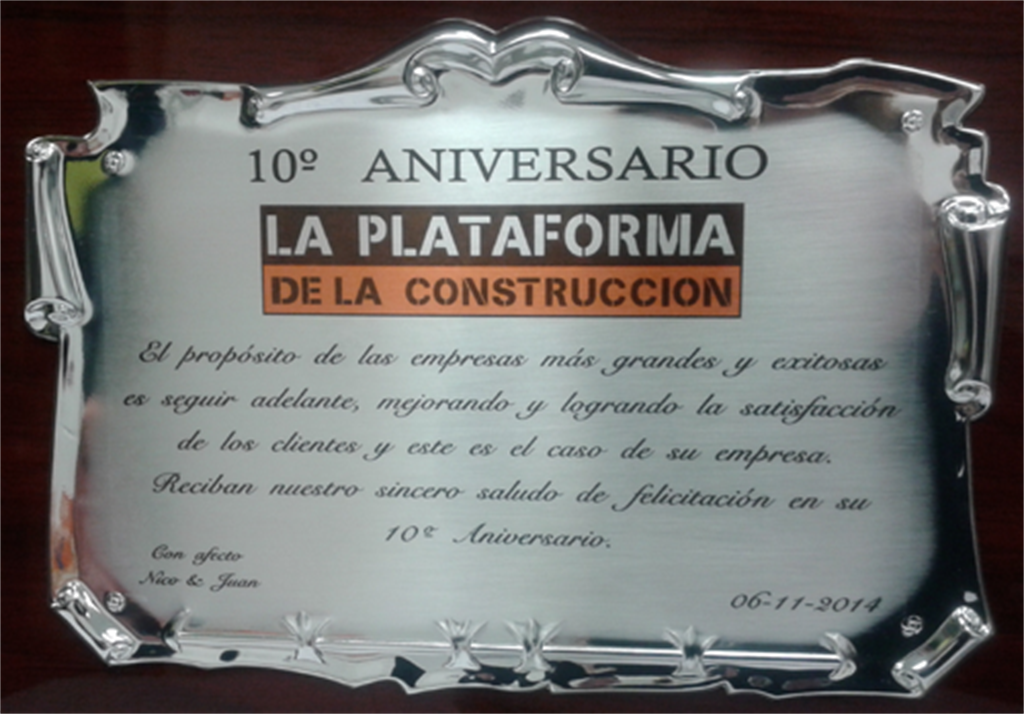 10º ANIVERSARIO
LA PLATAFORMA
DE LA CONSTRUCCION
El propósito de las empresas más grandes y exitosas
es seguir adelante, mejorando y logrando la satisfacción
de los clientes y este es el caso de su empresa.
Reciban nuestro sincero saludo de felicitación en su
10º Aniversario.
Con afecto
Nico & Juan
06-11-2014